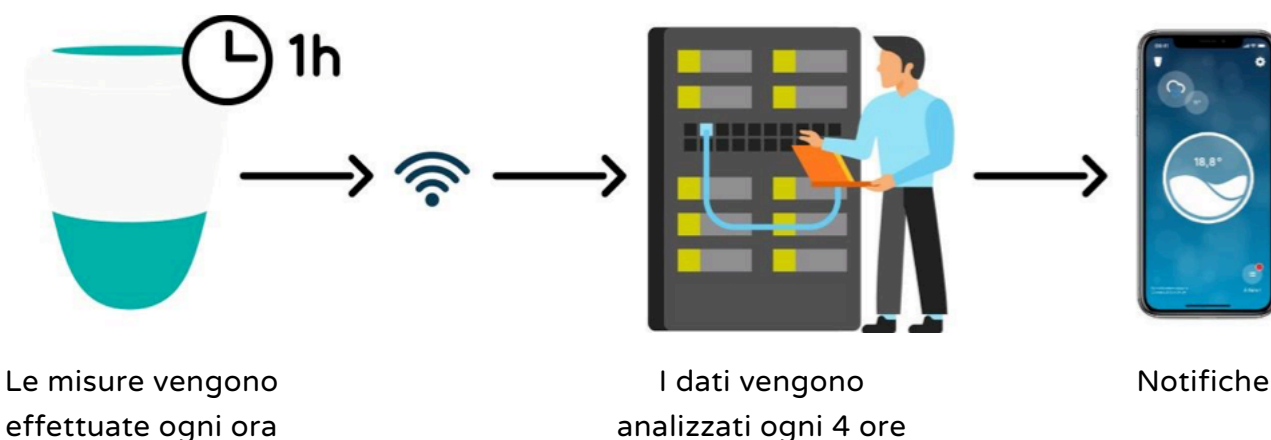 1h
18,8°
Le misure vengono
effettuate ogni ora
I dati vengono
analizzati ogni 4 ore
Notifiche